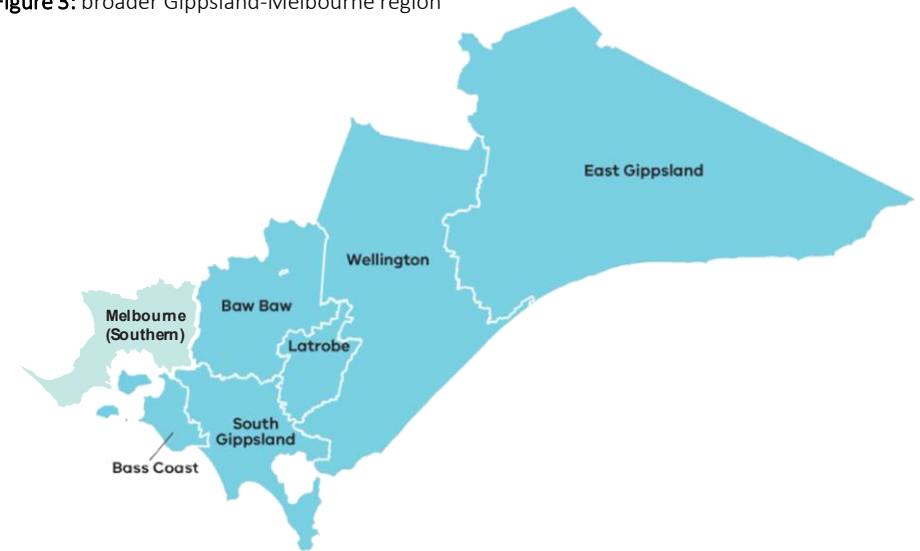 Figure 3: broader Gippsland-Melbourne region
East Gippsland
Wellington
Baw Baw
Melbourne
(Southern)
Latrobe
South
Gippsland
Bass Coast